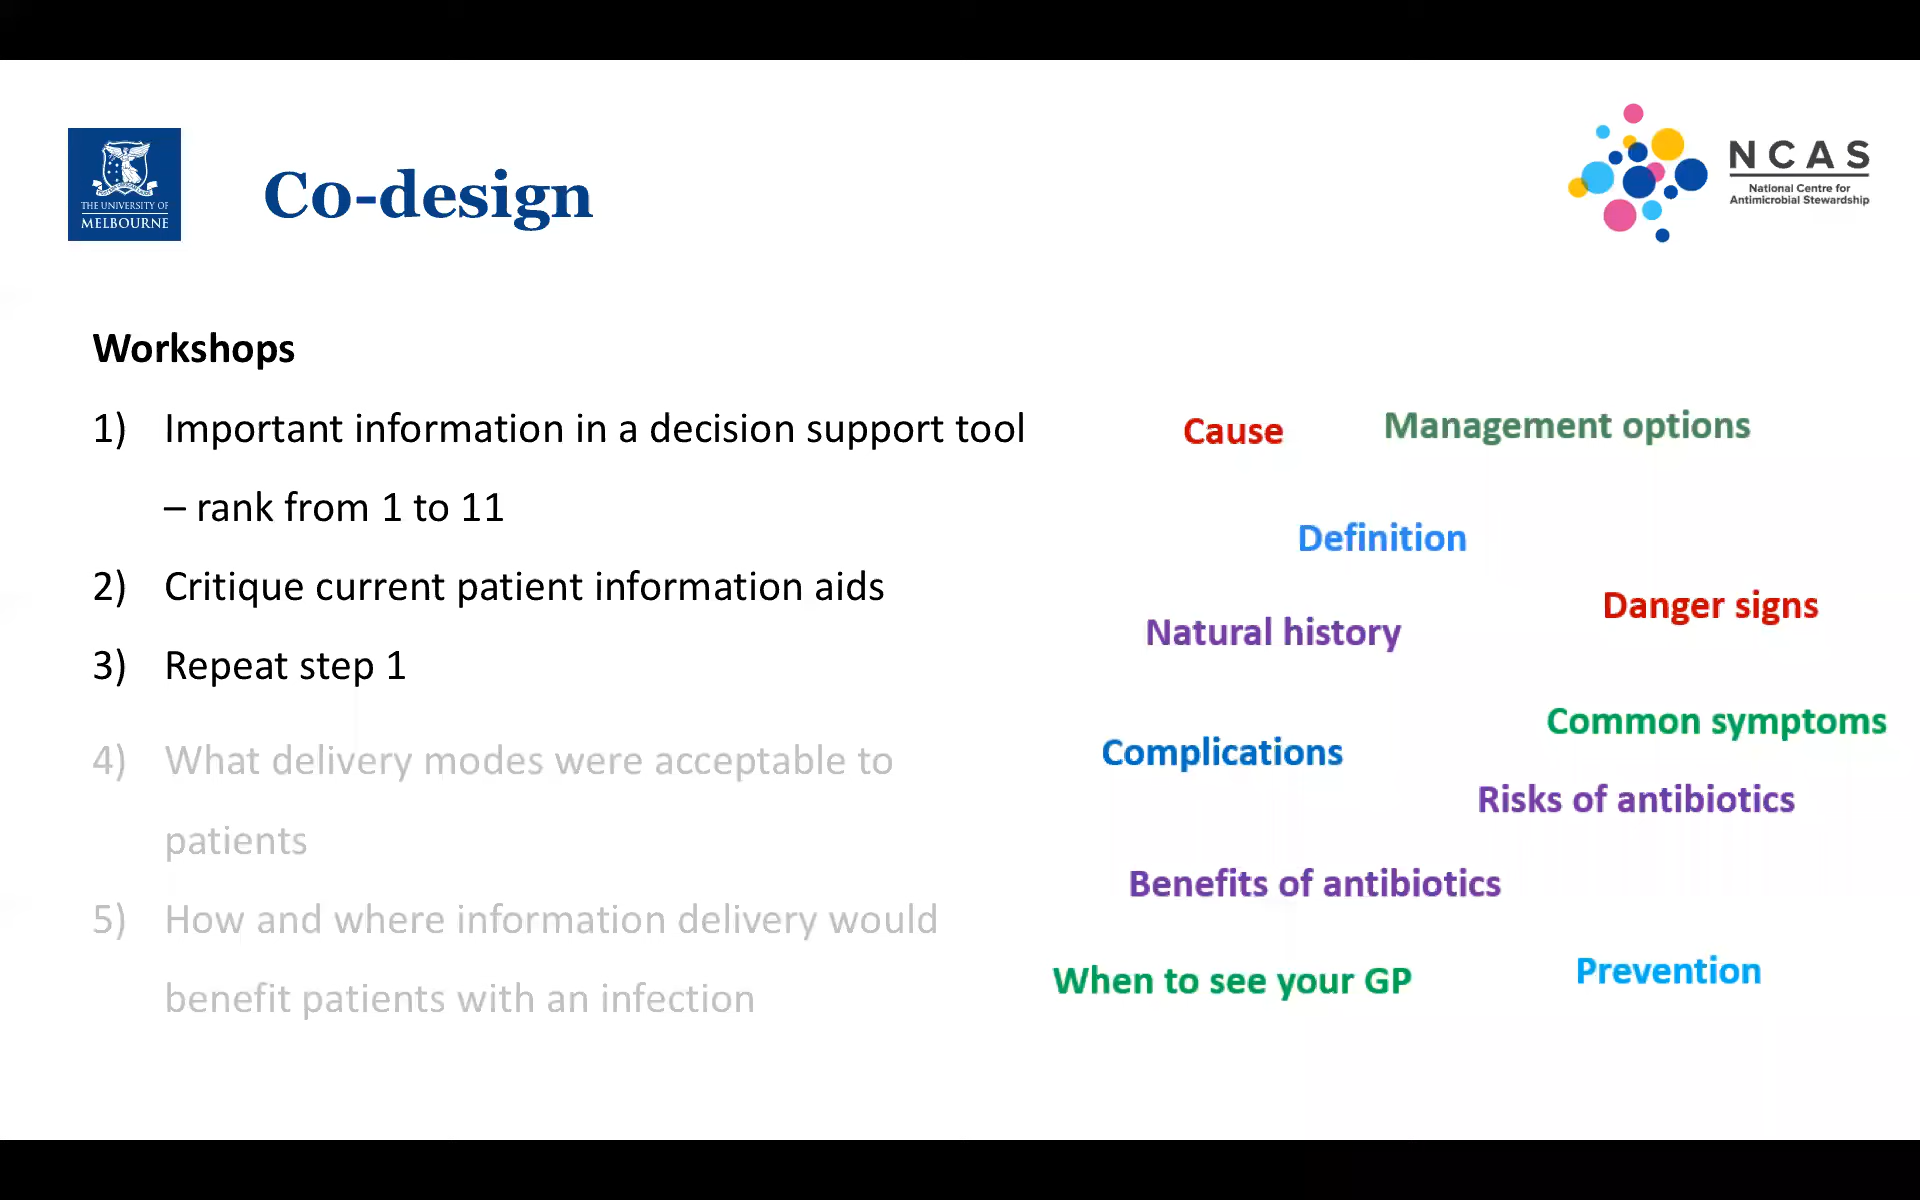 THE UNIVERSITY OF
MELBOURNE
Co-design
NCAS
National Centre for
Antimicrobial Stewardship
Workshops
1) Important information in a decision support tool
– rank from 1 to 11
2) Critique current patient information aids
3) Repeat step 1
4) What delivery modes were acceptable to
patients
5) How and where information delivery would
benefit patients with an infection
Cause
Management options
Definition
Danger signs
Natural history
Common symptoms
Complications
Risks of antibiotics
Benefits of antibiotics
When to see your GP
Prevention